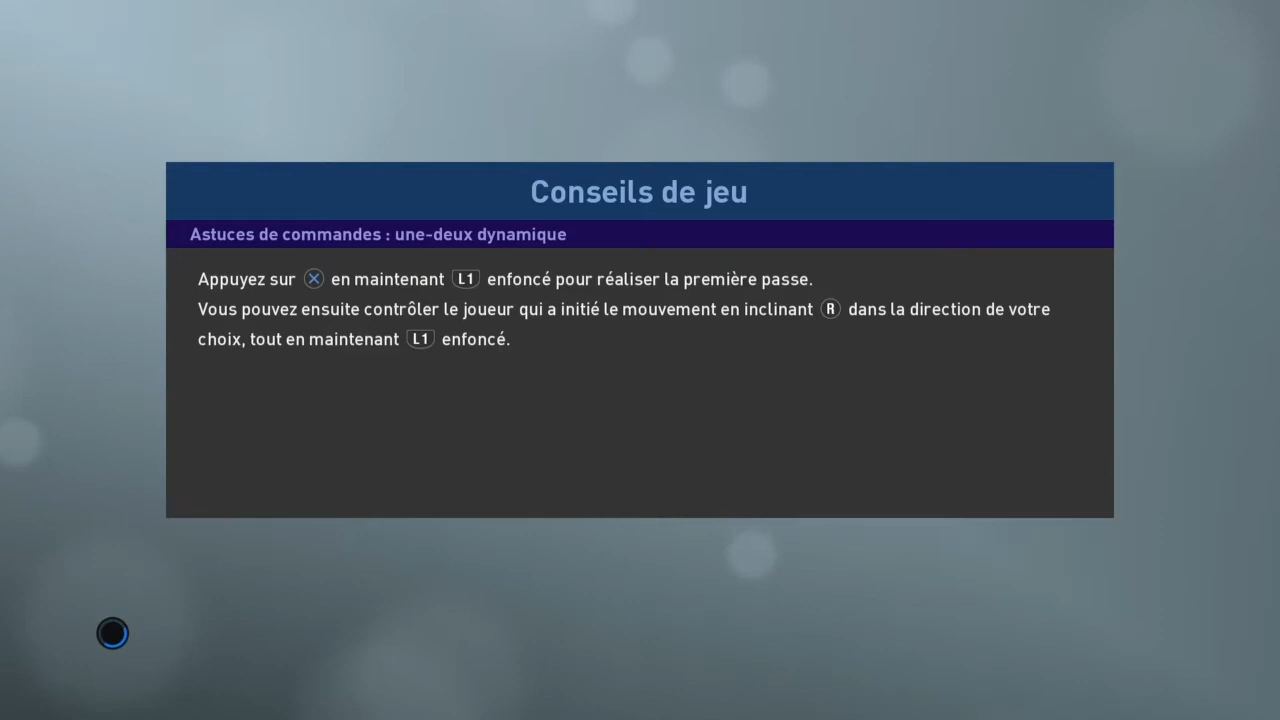 Conseils de jeu
Astuces de commandes : une-deux dynamique
Appuyez sur ⓧ en maintenant L1 enfoncé pour réaliser la première passe.
Vous pouvez ensuite contrôler le joueur qui a initié le mouvement en inclinant R dans la direction de votre
choix, tout en maintenant L1 enfoncé.